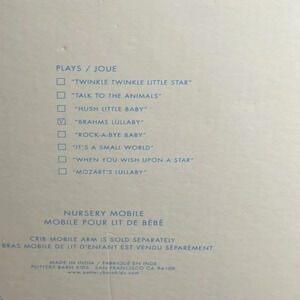 PLAYS / JOUE
"TWINKLE TWINKLE LITTLE STAR"
"TALK TO THE ANIMALS"
"HUSH LITTLE BABY"
"BRAHMS LULLABY"
"ROCK-A-BYE BABY"
"IT'S A SMALL WORLD"
"WHEN YOU WISH UPON A STAR"
"MOZART'S LULLABY"
NURSERY MOBILE
MOBILE POUR LIT DE BÉBÉ
CRIB MOBILE ARM IS SOLD SEPARATELY
BRAS MOBILE DE LIT D'ENFANT EST VENDU SÉPARÉMENT.
MADE IN INDIA / FABRIQUÉ EN INDE
POTTERY BARN KIDS SAN FRANCISCO CA 94109
www.potterybarnkids.com